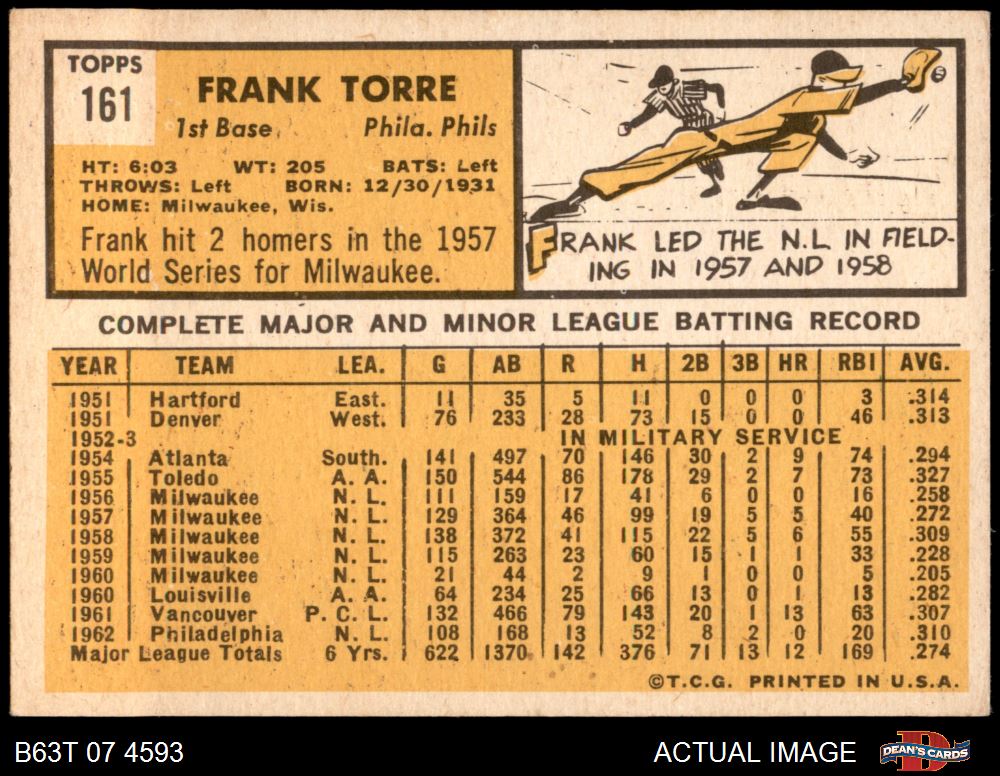 TOPPS
161
FRANK TORRE
1st Base Phila. Phils
HT: 6:03 WT: 205 BATS: Left
THROWS: Left BORN: 12/30/1931
HOME: Milwaukee, Wis.
Frank hit 2 homers in the 1957
World Series for Milwaukee.
FRANK LED THE N.L IN FIELD-
ING IN 1957 AND 1958
COMPLETE MAJOR AND MINOR LEAGUE BATTING RECORD
YEAR TEAM LEA. G AB R H 2B 3B HR RBI AVG.
1951 Hartford East. 11 35 5 11 0 0 0 3 .314
1951 Denver West. 76 233 28 73 15 0 0 46 .313
1952-3 IN MILITARY SERVICE
1954 Atlanta South. 141 497 70 146 30 2 9 74 .294
1955 Toledo A. A. 150 544 86 178 29 2 7 73 .327
1956 Milwaukee N. L. 111 159 17 41 6 0 0 16 .258
1957 Milwaukee N. L. 129 364 46 99 19 5 5 40 .272
1958 Milwaukee N. L. 138 372 41 115 22 5 6 55 .309
1959 Milwaukee N. L. 115 263 23 60 15 1 1 33 .228
1960 Milwaukee N. L. 21 44 2 9 1 0 0 5 .205
1960 Louisville A. A. 64 234 25 66 13 0 1 13 .282
1961 Vancouver P. C. L. 132 466 79 143 20 1 13 63 .307
1962 Philadelphia N. L. 108 168 13 52 8 2 0 20 .310
Major League Totals 6 Yrs. 622 1370 142 376 71 13 12 169 .274
©T.C.G. PRINTED IN U.S.A.
B63T 07 4593 ACTUAL IMAGE DEAN'S CARDS